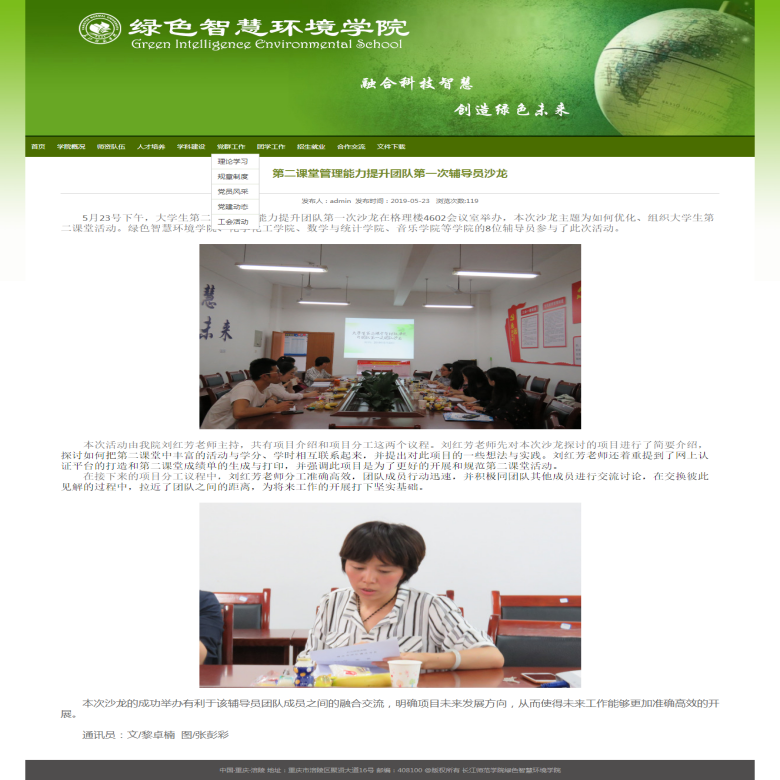 绿色智慧环境学院
Green Intelligence Environmental School
融合科技智慧
创造绿色未来
首页 学院概况 师资队伍 人才培养 学科建设 党群工作 团学工作 招生就业 合作交流 文件下载
理论学习
规章制度
党员风采
党建动态
工会活动
第二课堂管理能力提升团队第一次辅导员沙龙
发布人：admin 发布时间：2019-05-23 浏览次数:119
5月23号下午，大学生第二 能力提升团队第一次沙龙在格理楼4602会议室举办，本次沙龙主题为如何优化、组织大学生第
二课堂活动。绿色智慧环境学院、化学化工学院、数学与统计学院、音乐学院等学院的8位辅导员参与了此次活动。
慧
未来
本次活动由我院刘红芳老师主持，共有项目介绍和项目分工这两个议程。刘红芳老师先对本次沙龙探讨的项目进行了简要介绍，
探讨如何把第二课堂中丰富的活动与学分、学时相互联系起来，并提出对此项目的一些想法与实践。刘红芳老师还着重提到了网上认
证平台的打造和第二课堂成绩单的生成与打印，并强调此项目是为了更好的开展和规范第二课堂活动。
在接下来的项目分工议程中，刘红芳老师分工准确高效，团队成员行动迅速，并积极同团队其他成员进行交流讨论，在交换彼此
见解的过程中，拉近了团队之间的距离，为将来工作的开展打下坚实基础。
本次沙龙的成功举办有利于该辅导员团队成员之间的融合交流，明确项目未来发展方向，从而使得未来工作能够更加准确高效的开
展。
通讯员：文/黎卓楠 图/张彭彩
中国·重庆·涪陵 地址：重庆市涪陵区聚贤大道16号 邮编：408100 @版权所有 长江师范学院绿色智慧环境学院